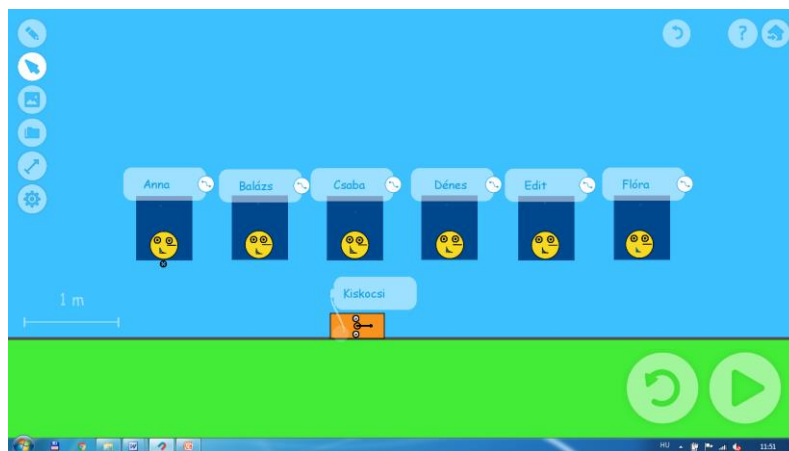 ?
Anna
Balázs
Csaba
Dénes
Edit
Flóra
Kiskocsi
1 m
HU
11:51